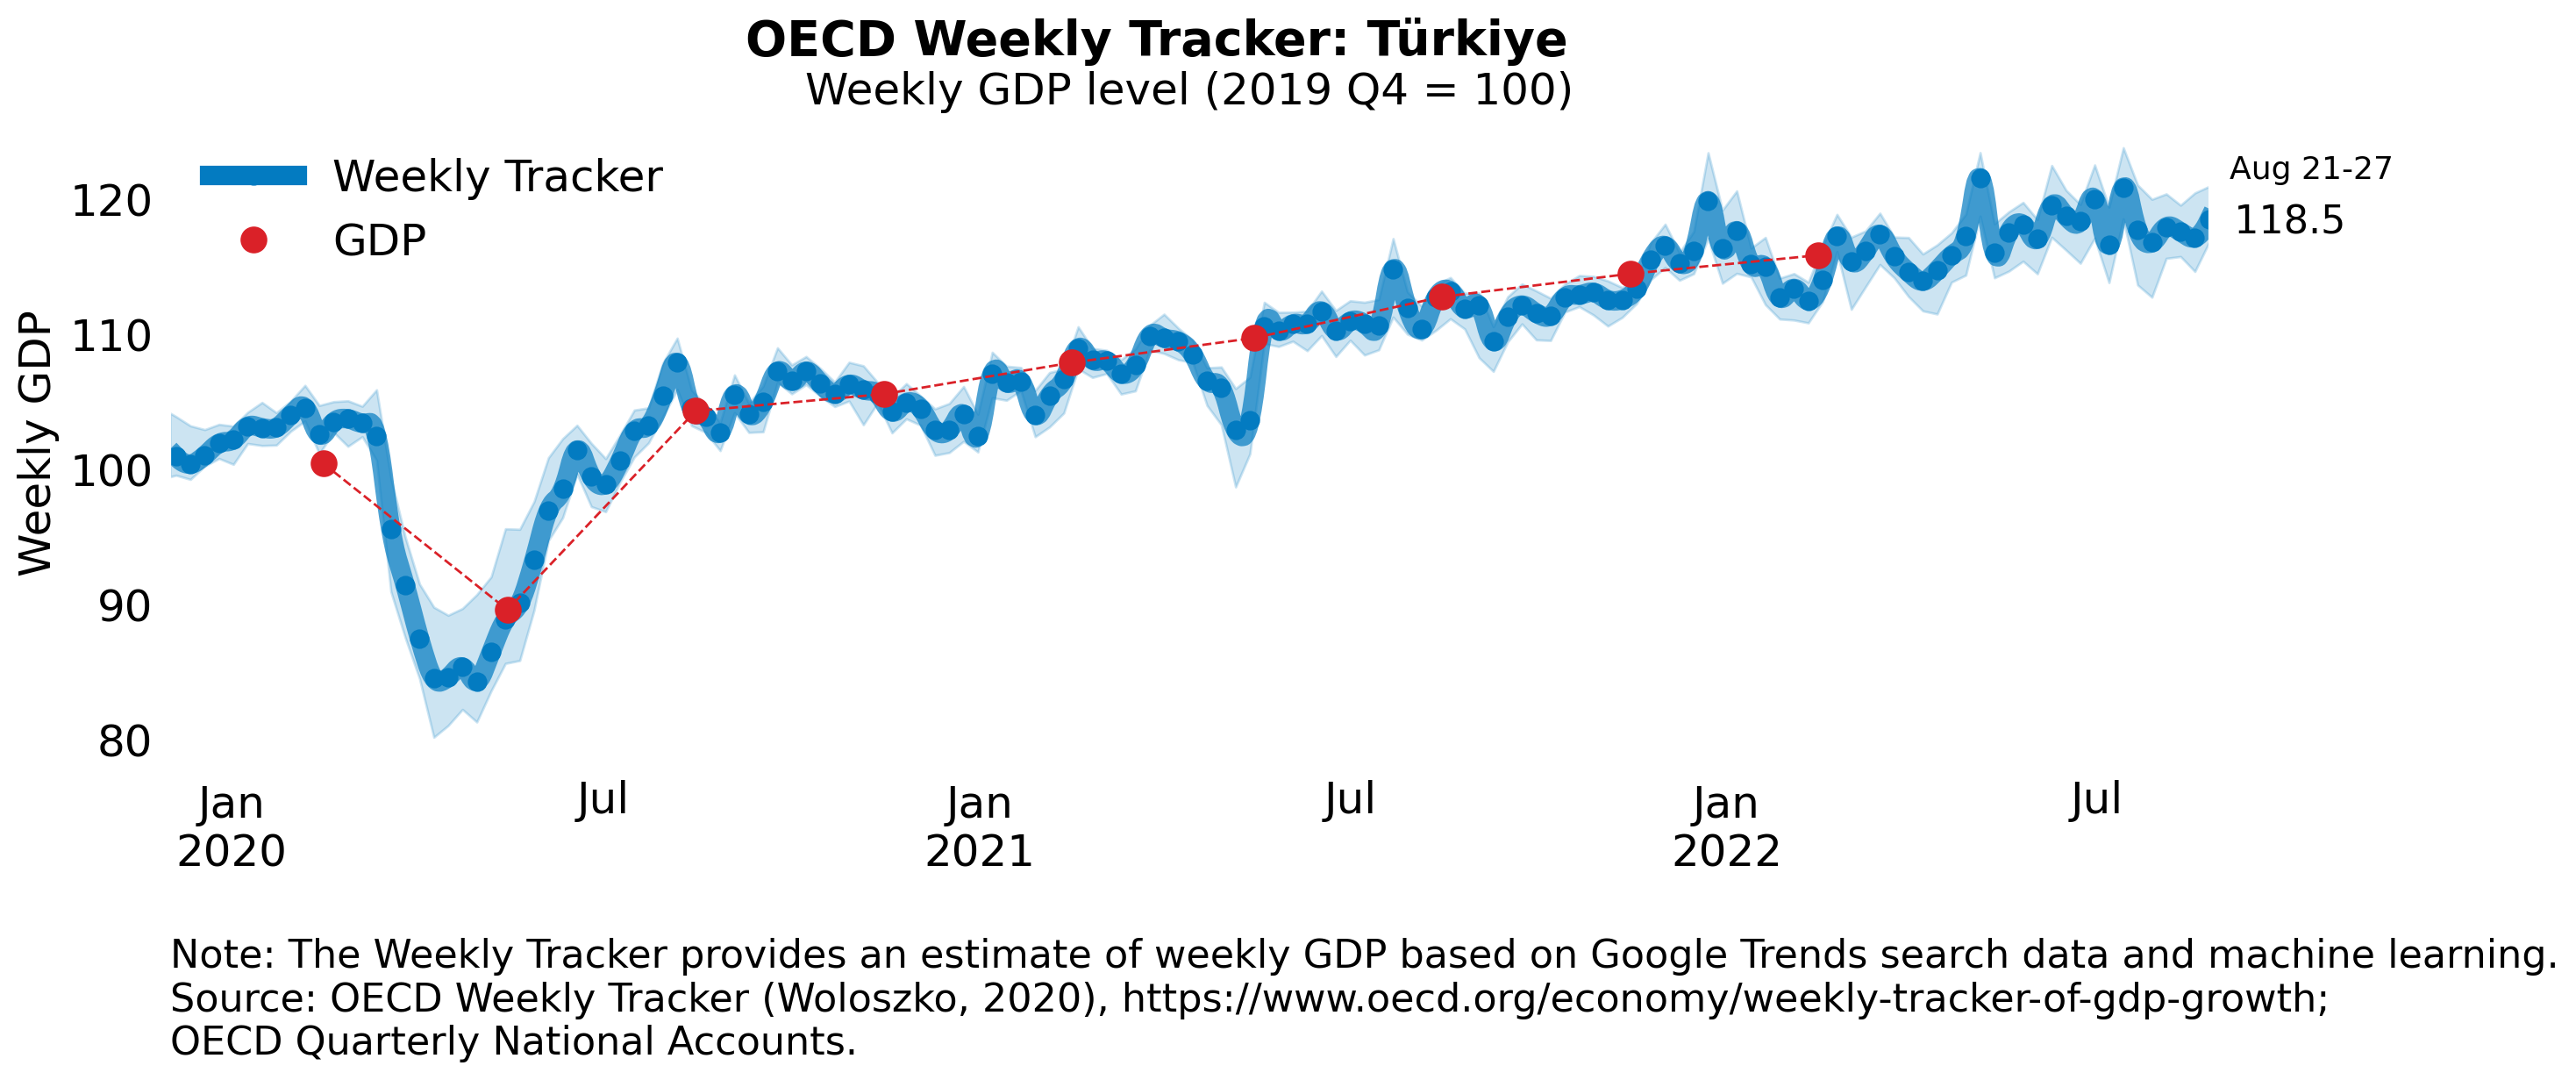 OECD Weekly Tracker: Türkiye
Weekly GDP level (2019 Q4 = 100)
Weekly Tracker
GDP
Aug 21-27
118.5
Weekly GDP
120
110
100
90
80
Jan
2020
Jul
Jan
2021
Jul
Jan
2022
Jul
Note: The Weekly Tracker provides an estimate of weekly GDP based on Google Trends search data and machine learning.
Source: OECD Weekly Tracker (Woloszko, 2020), https://www.oecd.org/economy/weekly-tracker-of-gdp-growth;
OECD Quarterly National Accounts.